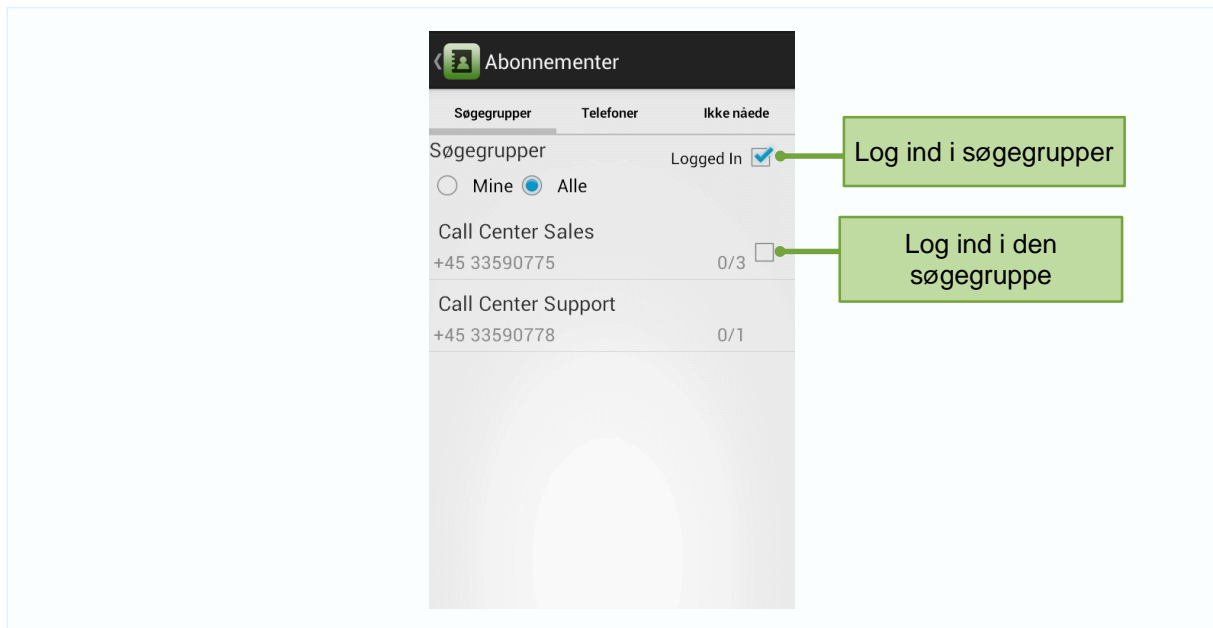 Abonnementer
Søgegrupper Telefoner Ikke nåede
Søgegrupper Logged In
Mine Alle
Call Center Sales
+45 33590775 0/3
Call Center Support
+45 33590778 0/1
Log ind i søgegrupper
Log ind i den
søgegruppe